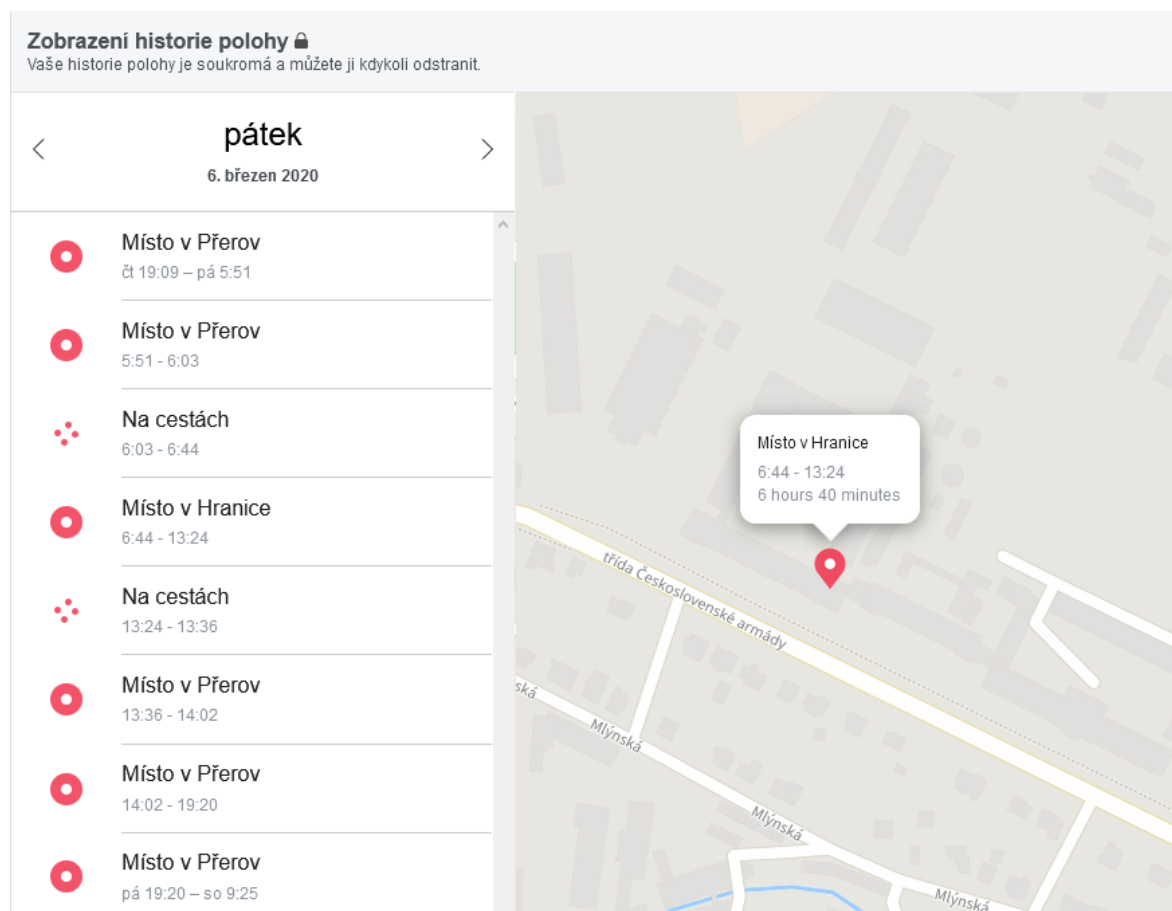 Zobrazení historie polohy
Vaše historie polohy je soukromá a můžete ji kdykoli odstranit.
pátek
6. březen 2020
Místo v Přerov
čt 19:09 – pá 5:51
Místo v Přerov
5:51 - 6:03
Na cestách
6:03 - 6:44
Místo v Hranice
6:44 - 13:24
Na cestách
13:24 - 13:36
Místo v Přerov
13:36 - 14:02
Místo v Přerov
14:02 - 19:20
Místo v Přerov
pá 19:20 – so 9:25
Místo v Hranice
6:44 - 13:24
6 hours 40 minutes
třída Československé armády
ská
Mlýnská
Mlýnská
Mlýnská